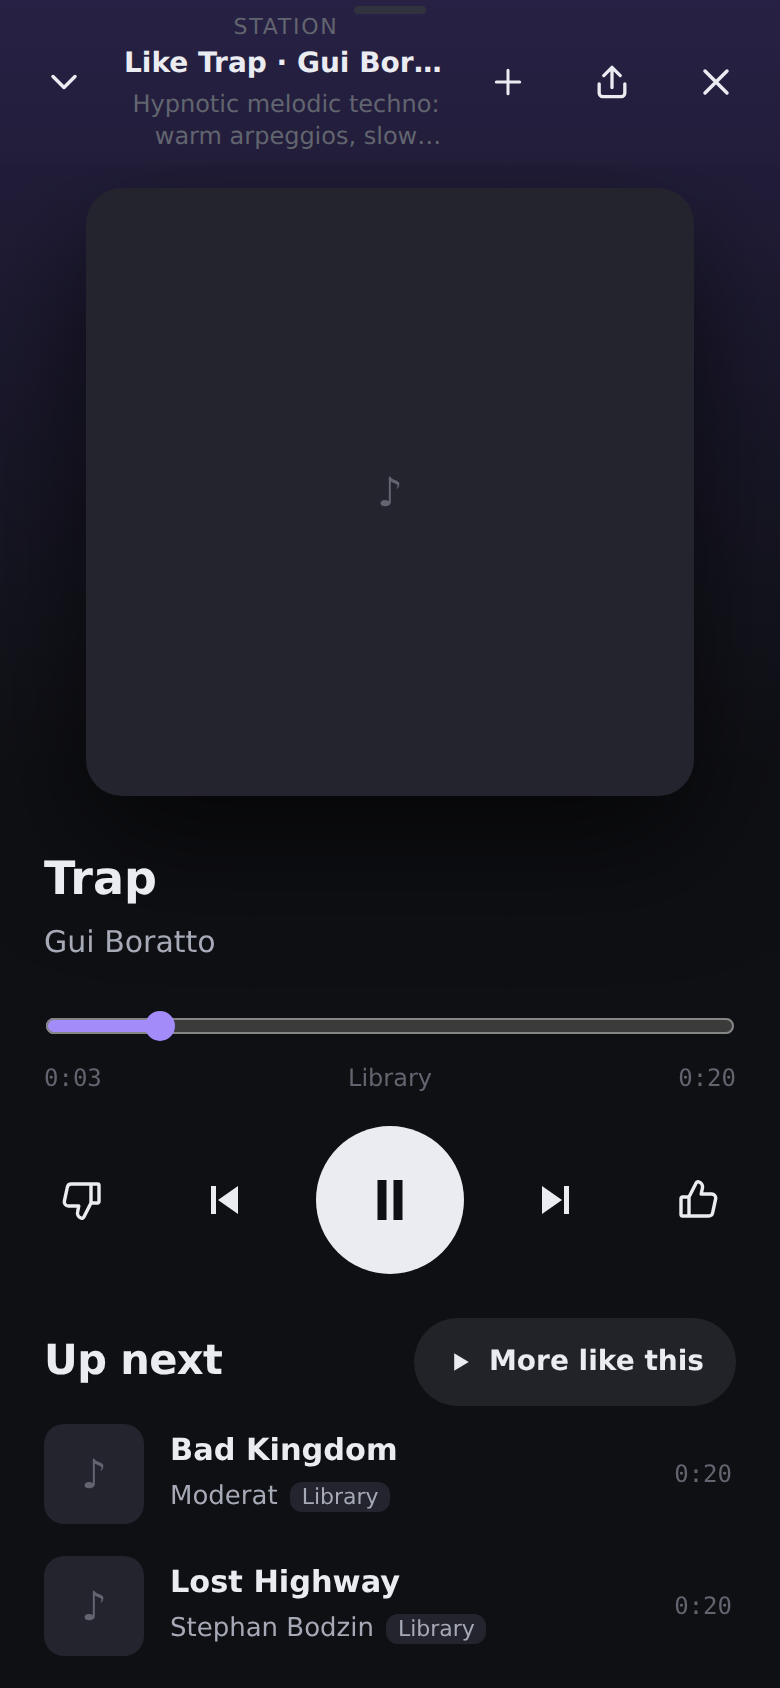 STATION
Like Trap · Gui Bor…
Hypnotic melodic techno:
warm arpeggios, slow…
Trap
Gui Boratto
0:03 Library 0:20
Up next
More like this
Bad Kingdom
Moderat Library
0:20
Lost Highway
Stephan Bodzin Library
0:20